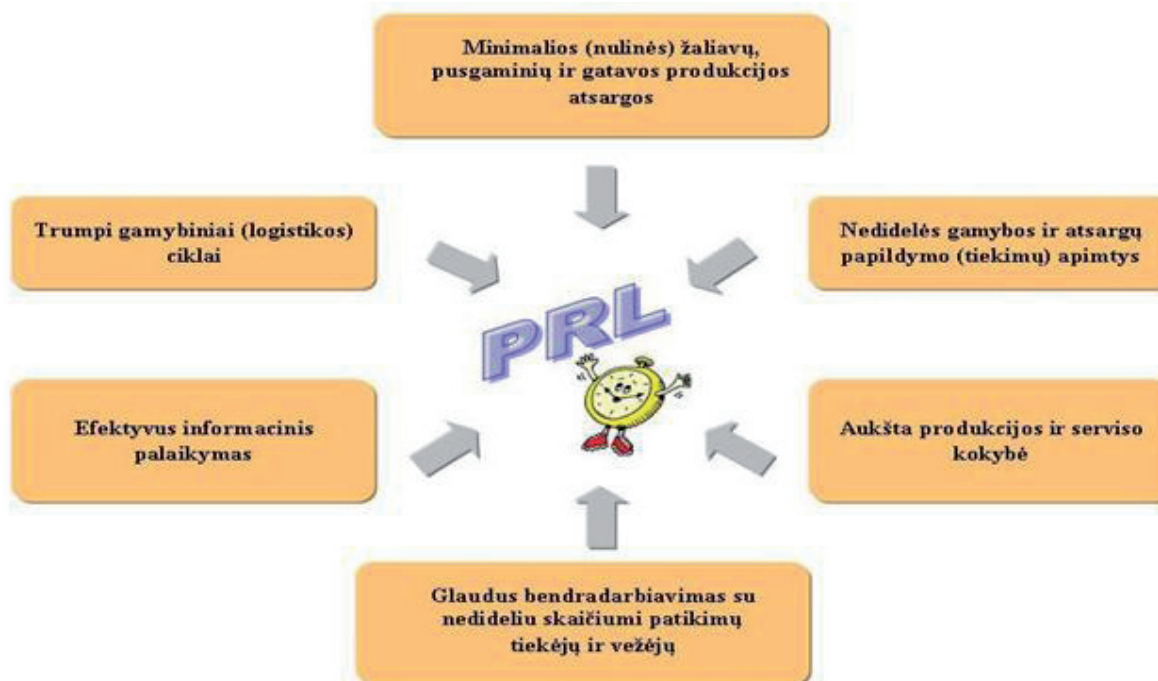 Minimalios (nulinės) žaliavų,
pusgaminių ir gatavos produkcijos
atsargos
Trumpi gamybiniai (logistikos)
ciklai
Nedidelės gamybos ir atsargų
papildymo (tiekimų) apimtys
PRL
Efektyvus informacinis
palaikymas
Aukšta produkcijos ir serviso
kokybė
Glaudus bendradarbiavimas su
nedideliu skaičiumi patikimų
tiekėjų ir vežėjų